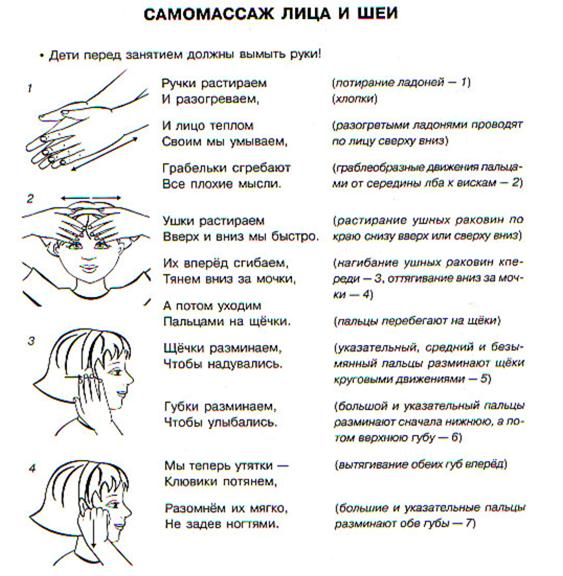 САМОМАССАЖ ЛИЦА И ШЕИ
• Дети перед занятием должны вымыть руки!
1
Ручки растираем (потирание ладоней — 1)
И разогреваем, (хлопки)
И лицо теплом (разогретыми ладонями проводят
Своим мы умываем, по лицу сверху вниз)
Грабельки сгребают (граблеобразные движения пальца-
Все плохие мысли. ми от середины лба к вискам — 2)
2
Ушки растираем (растирание ушных раковин по
Вверх и вниз мы быстро. краю снизу вверх или сверху вниз)
Их вперёд сгибаем, (нагибание ушных раковин кпе-
Тянем вниз за мочки, реди — 3, оттягивание вниз за моч-
ки — 4)
А потом уходим
Пальцами на щёчки. (пальцы перебегают на щёки)
3
Щёчки разминаем, (указательный, средний и безы-
Чтобы надувались. мянный пальцы разминают щёки
круговыми движениями — 5)
Губки разминаем, (большой и указательный пальцы
Чтобы улыбались. разминают сначала нижнюю, а по-
том верхнюю губу — 6)
4
Мы теперь утятки — (вытягивание обеих губ вперёд)
Клювики потянем,
Разомнём их мягко, (большие и указательные пальцы
Не задев ногтями. разминают обе губы — 7)